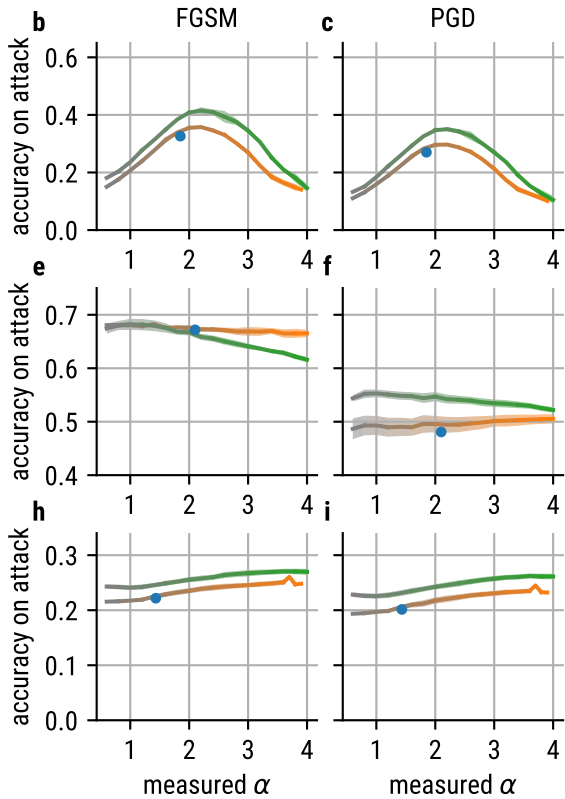 b FGSM c PGD
accuracy on attack
0.6
0.4
0.2
0.0
1 2 3 4 1 2 3 4
e f
accuracy on attack
0.7
0.6
0.5
0.4
1 2 3 4 1 2 3 4
h i
accuracy on attack
0.3
0.2
0.1
0.0
1 2 3 4 1 2 3 4
measured α measured α